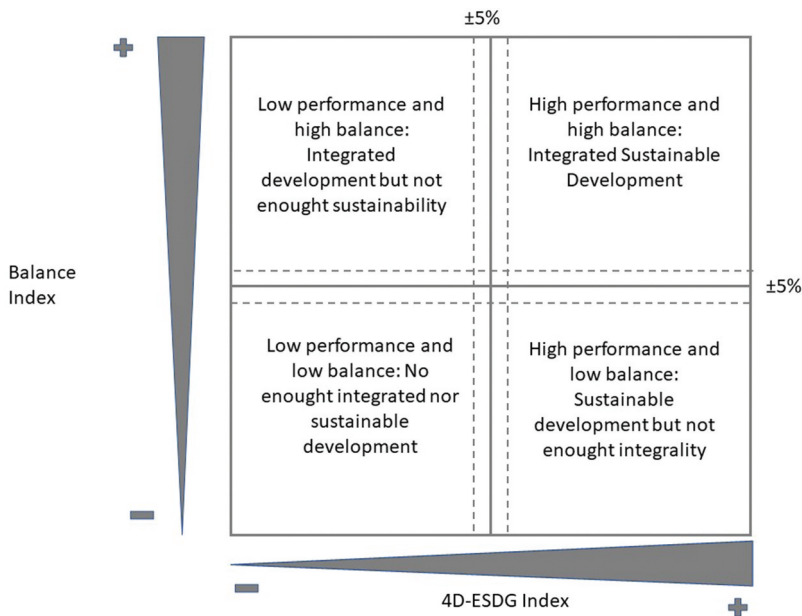 ±5%
Low performance and
high balance:
Integrated
development but not
enought sustainability
High performance and
high balance:
Integrated Sustainable
Development
Balance
Index
±5%
Low performance and
low balance: No
enought integrated nor
sustainable
development
High performance and
low balance:
Sustainable
development but not
enought integrality
4D-ESDG Index